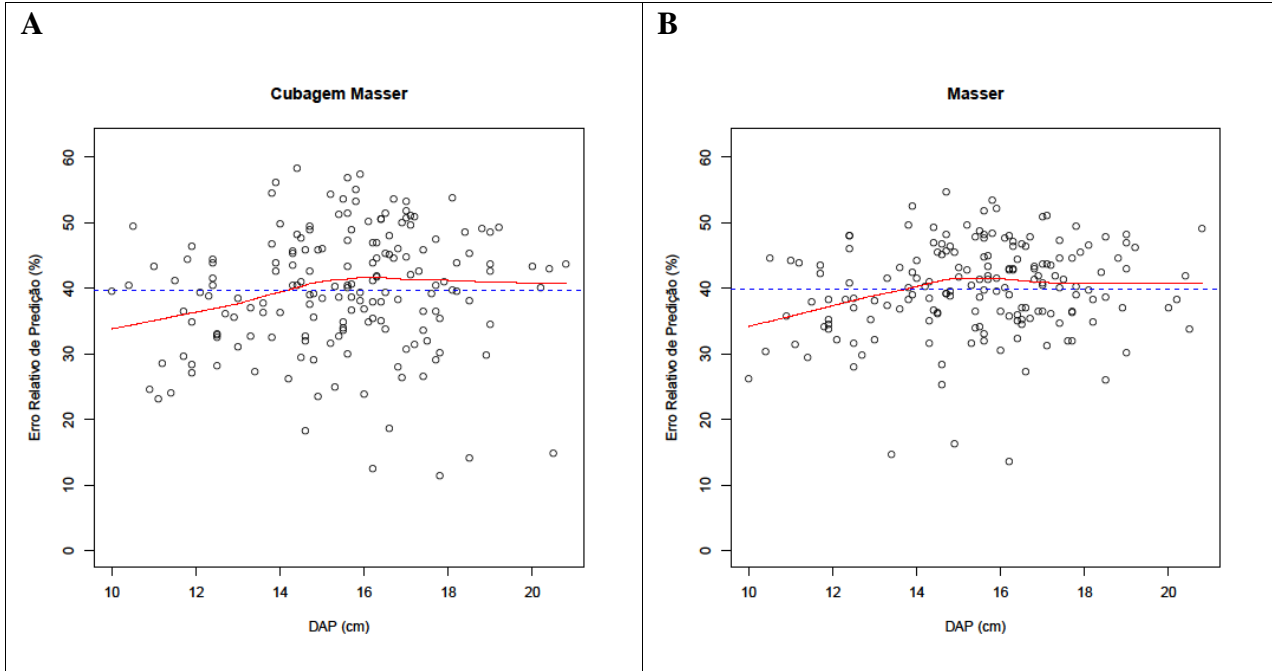 A
Cubagem Masser
Erro Relativo de Predição (%)
60
50
40
30
20
10
0
10 12 14 16 18 20
DAP (cm)
B
Masser
Erro Relativo de Predição (%)
60
50
40
30
20
10
0
10 12 14 16 18 20
DAP (cm)